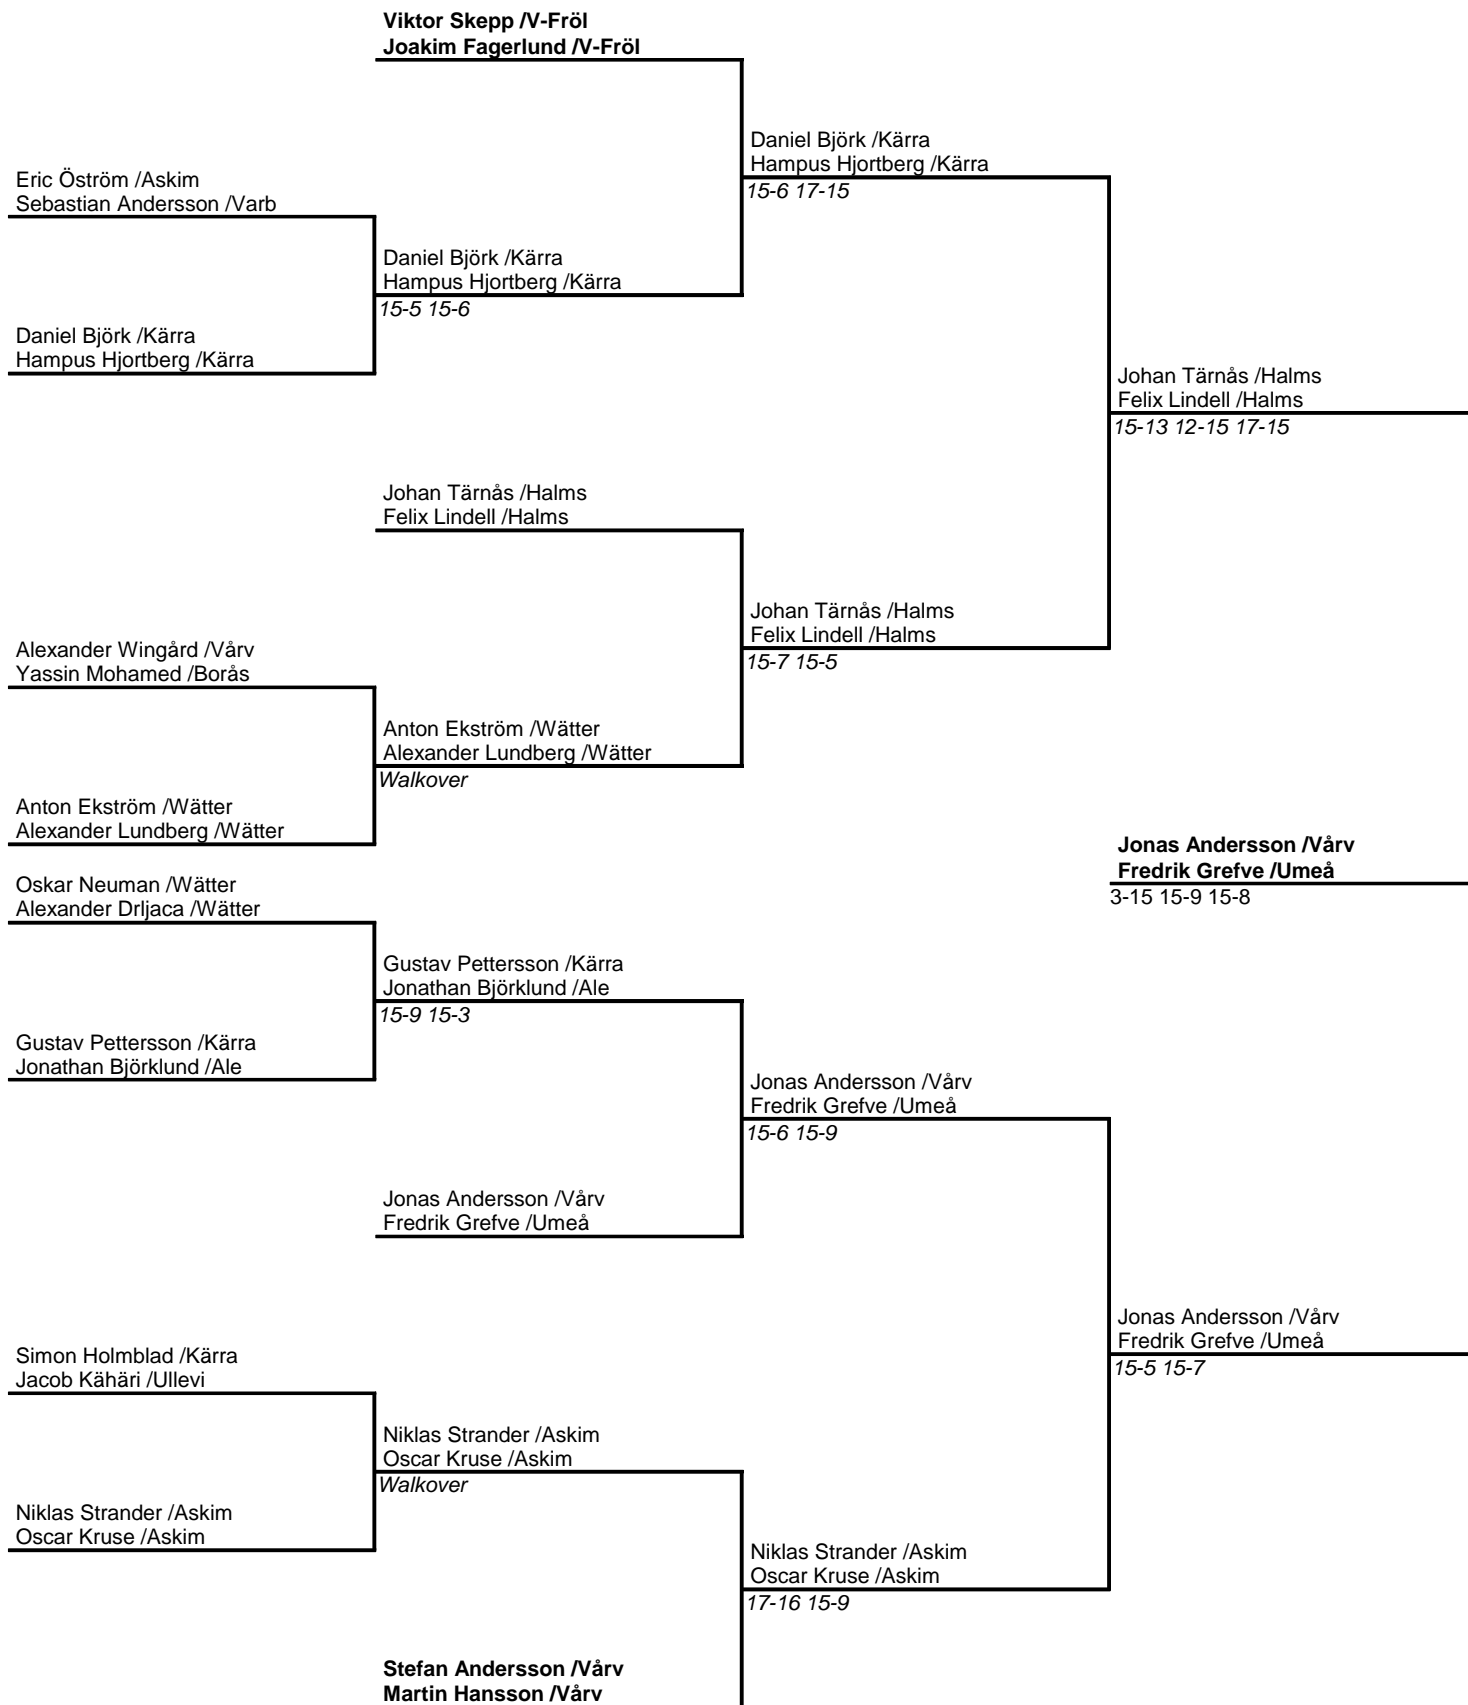 Viktor Skepp /V-Fröl
Joakim Fagerlund /V-Fröl
Daniel Björk /Kärra
Hampus Hjortberg /Kärra
15-6 17-15
Eric Öström /Askim
Sebastian Andersson /Varb
Daniel Björk /Kärra
Hampus Hjortberg /Kärra
15-5 15-6
Daniel Björk /Kärra
Hampus Hjortberg /Kärra
Johan Tärnås /Halms
Felix Lindell /Halms
15-13 12-15 17-15
Johan Tärnås /Halms
Felix Lindell /Halms
Johan Tärnås /Halms
Felix Lindell /Halms
15-7 15-5
Alexander Wingård /Vårv
Yassin Mohamed /Borås
Anton Ekström /Wätter
Alexander Lundberg /Wätter
Walkover
Anton Ekström /Wätter
Alexander Lundberg /Wätter
Jonas Andersson /Vårv
Fredrik Grefve /Umeå
3-15 15-9 15-8
Oskar Neuman /Wätter
Alexander Drljaca /Wätter
Gustav Pettersson /Kärra
Jonathan Björklund /Ale
15-9 15-3
Gustav Pettersson /Kärra
Jonathan Björklund /Ale
Jonas Andersson /Vårv
Fredrik Grefve /Umeå
15-6 15-9
Jonas Andersson /Vårv
Fredrik Grefve /Umeå
Jonas Andersson /Vårv
Fredrik Grefve /Umeå
15-5 15-7
Simon Holmblad /Kärra
Jacob Kähäri /Ullevi
Niklas Strander /Askim
Oscar Kruse /Askim
Walkover
Niklas Strander /Askim
Oscar Kruse /Askim
Niklas Strander /Askim
Oscar Kruse /Askim
17-16 15-9
Stefan Andersson /Vårv
Martin Hansson /Vårv